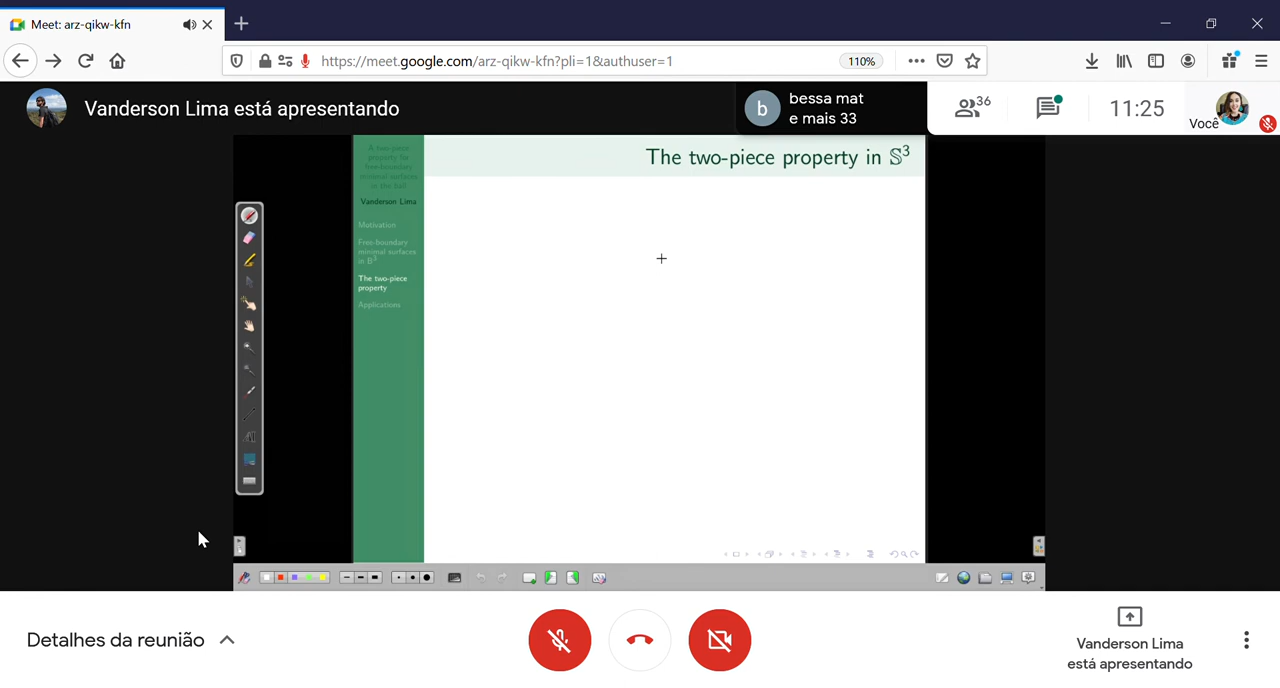 Meet: arz-qikw-kfn
https://meet.google.com/arz-qikw-kfn?pli=1&authuser=1
110%
Vanderson Lima está apresentando
b
bessa mat
e mais 33
36
11:25
Você
A two-piece
property for
free-boundary
minimal surfaces
in the ball
Vanderson Lima
Motivation
Free-boundary
minimal surfaces
in B³
The two-piece
property
Applications
The two-piece property in 𝕊³
Detalhes da reunião
Vanderson Lima
está apresentando